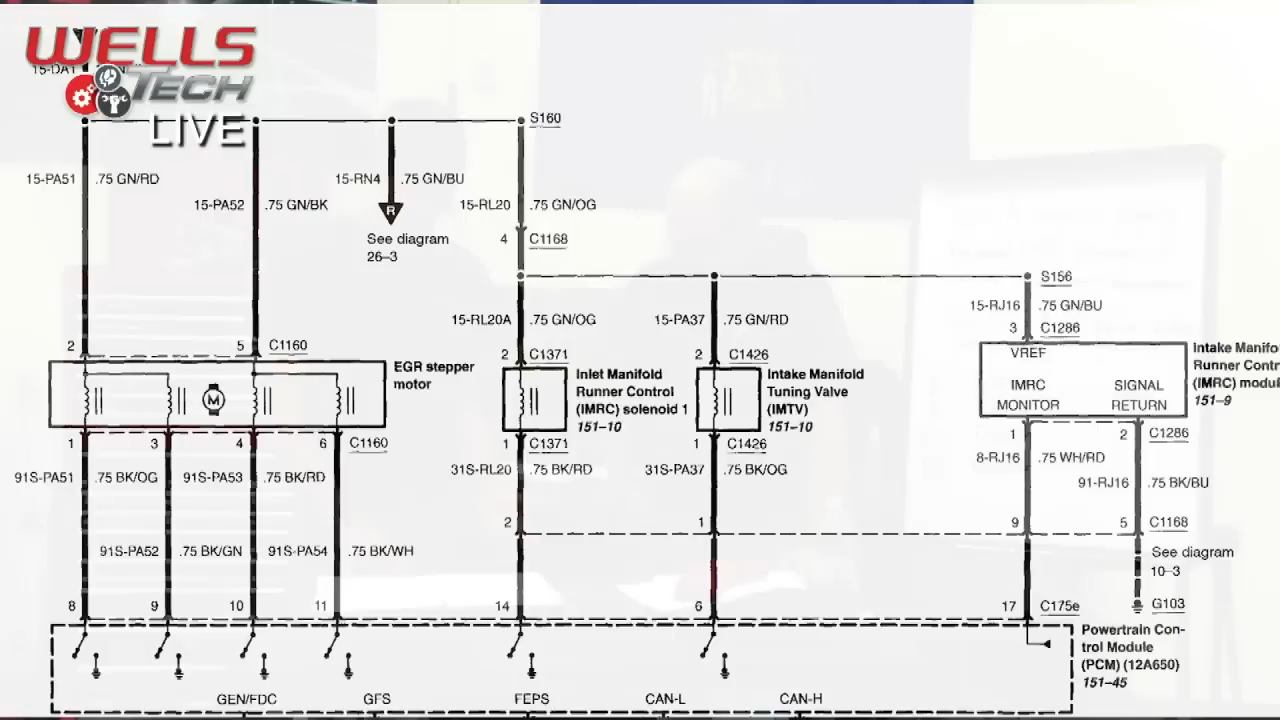 WELLS
TECH
LIVE
S160
15-PA51 .75 GN/RD
15-RN4 .75 GN/BU
15-PA52 .75 GN/BK
15-RL20 .75 GN/OG
R
See diagram
26–3
4 C1168
S156
15-RJ16 .75 GN/BU
15-RL20A .75 GN/OG
15-PA37 .75 GN/RD
3 C1286
2 5 C1160
2 C1371
2 C1426
EGR stepper
motor
M
Inlet Manifold
Runner Control
(IMRC) solenoid 1
151–10
Intake Manifold
Tuning Valve
(IMTV)
151–10
VREF
IMRC
MONITOR
SIGNAL
RETURN
Intake Manifo
Runner Contr
(IMRC) modu
151–9
1 3 4 6 C1160
1 C1371
1 C1426
1 2 C1286
91S-PA51 .75 BK/OG
91S-PA53 .75 BK/RD
31S-RL20 .75 BK/RD
31S-PA37 .75 BK/OG
8-RJ16 .75 WH/RD
91-RJ16 .75 BK/BU
2 1 9 5 C1168
91S-PA52 .75 BK/GN
91S-PA54 .75 BK/WH
See diagram
10–3
8 9 10 11 14 6 17 C175e
G103
Powertrain Con-
trol Module
(PCM) (12A650)
151–45
GEN/FDC GFS FEPS CAN-L CAN-H